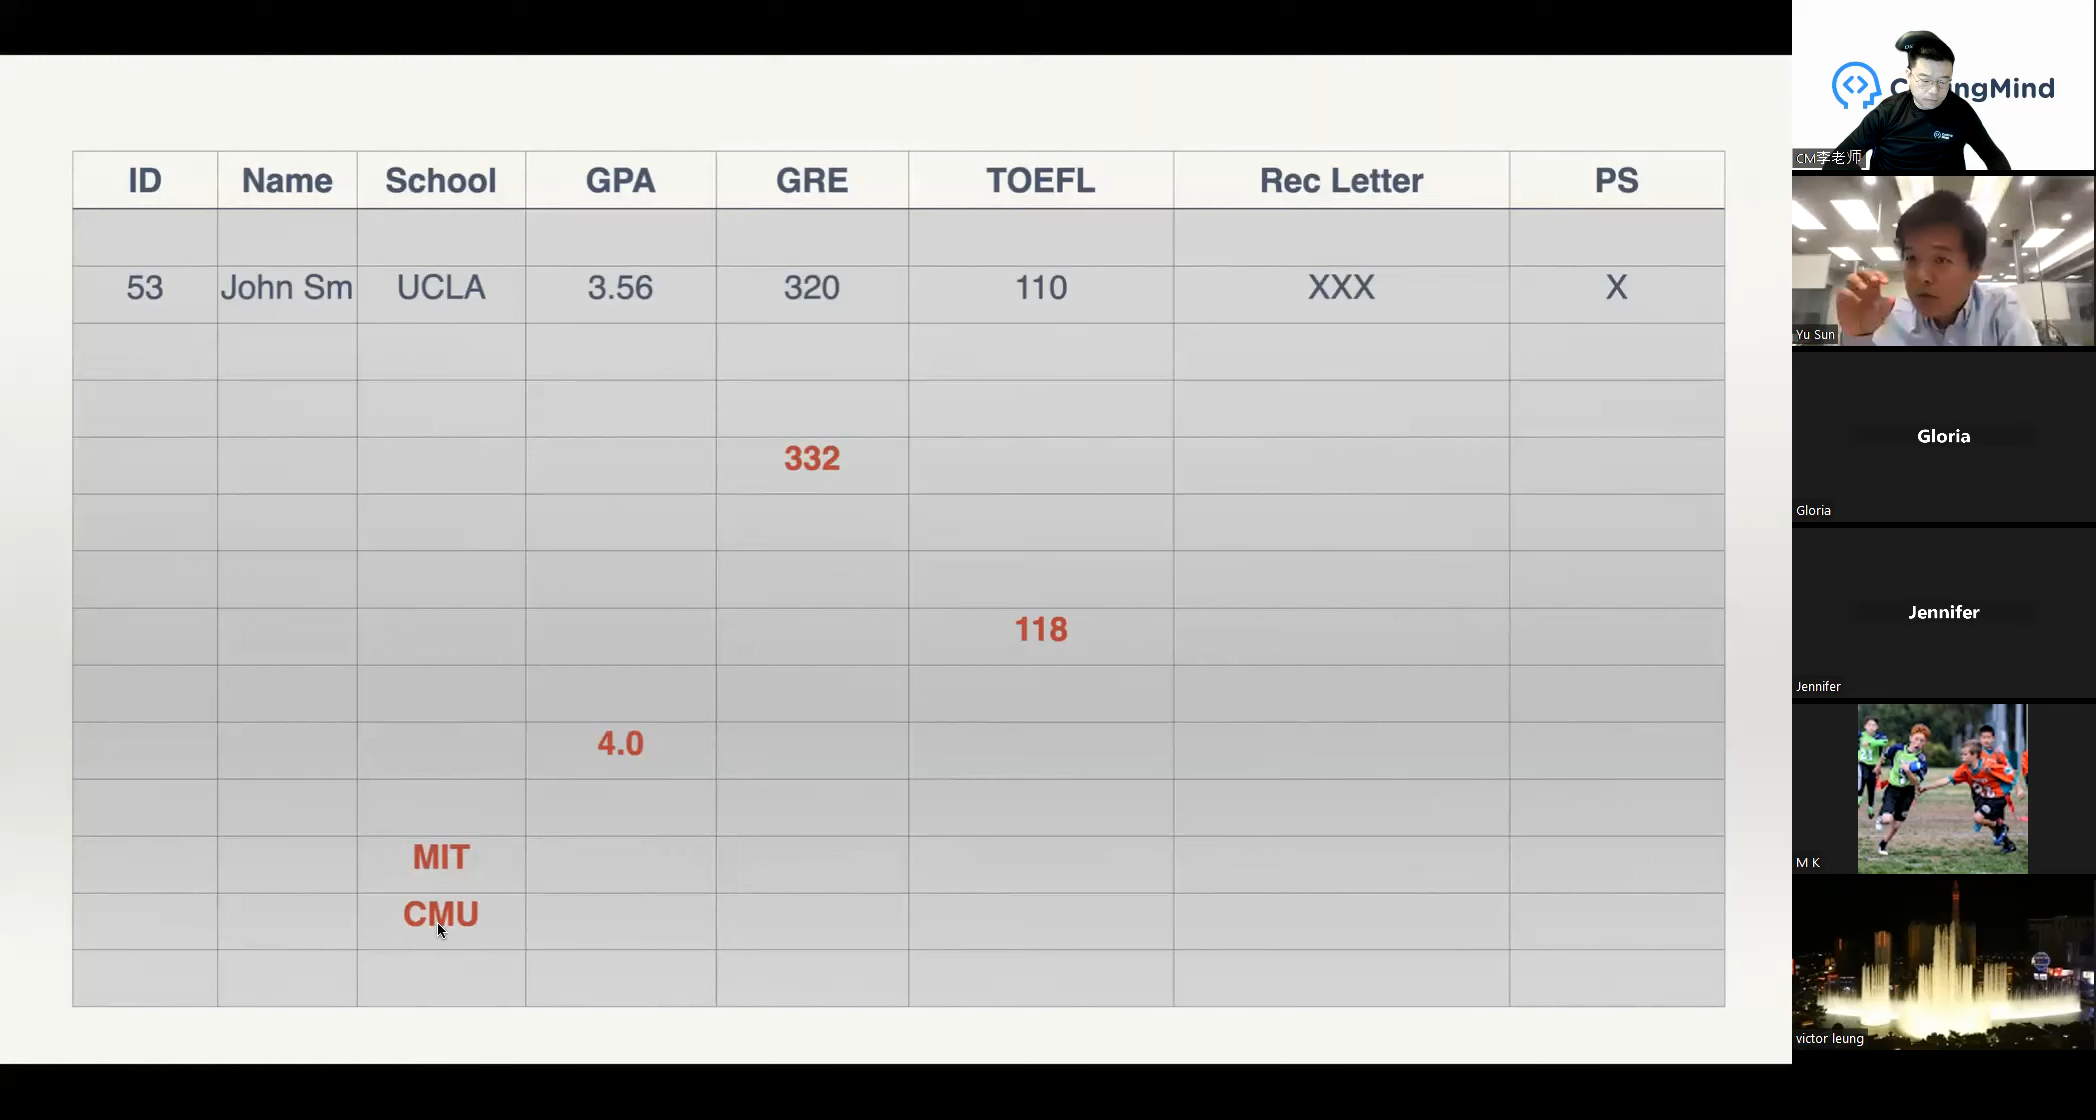 ID Name School GPA GRE TOEFL Rec Letter PS
53 John Sm UCLA 3.56 320 110 XXX X
332
118
4.0
MIT
CMU
ngMind
CM李老师
Yu Sun
Gloria
Gloria
Jennifer
Jennifer
M K
victor leung